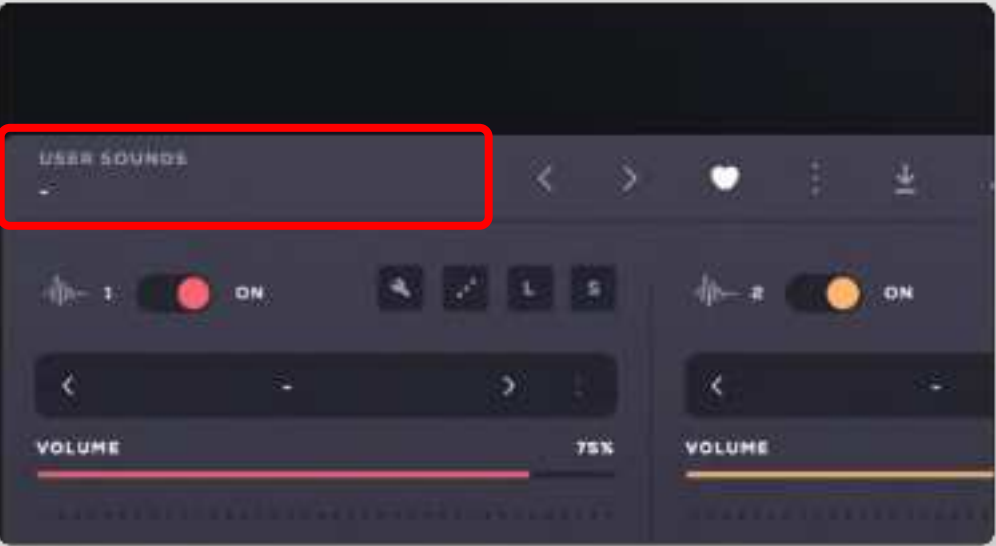 USER SOUNDS
-
1 ON L S
2 ON
-
-
VOLUME 75%
VOLUME